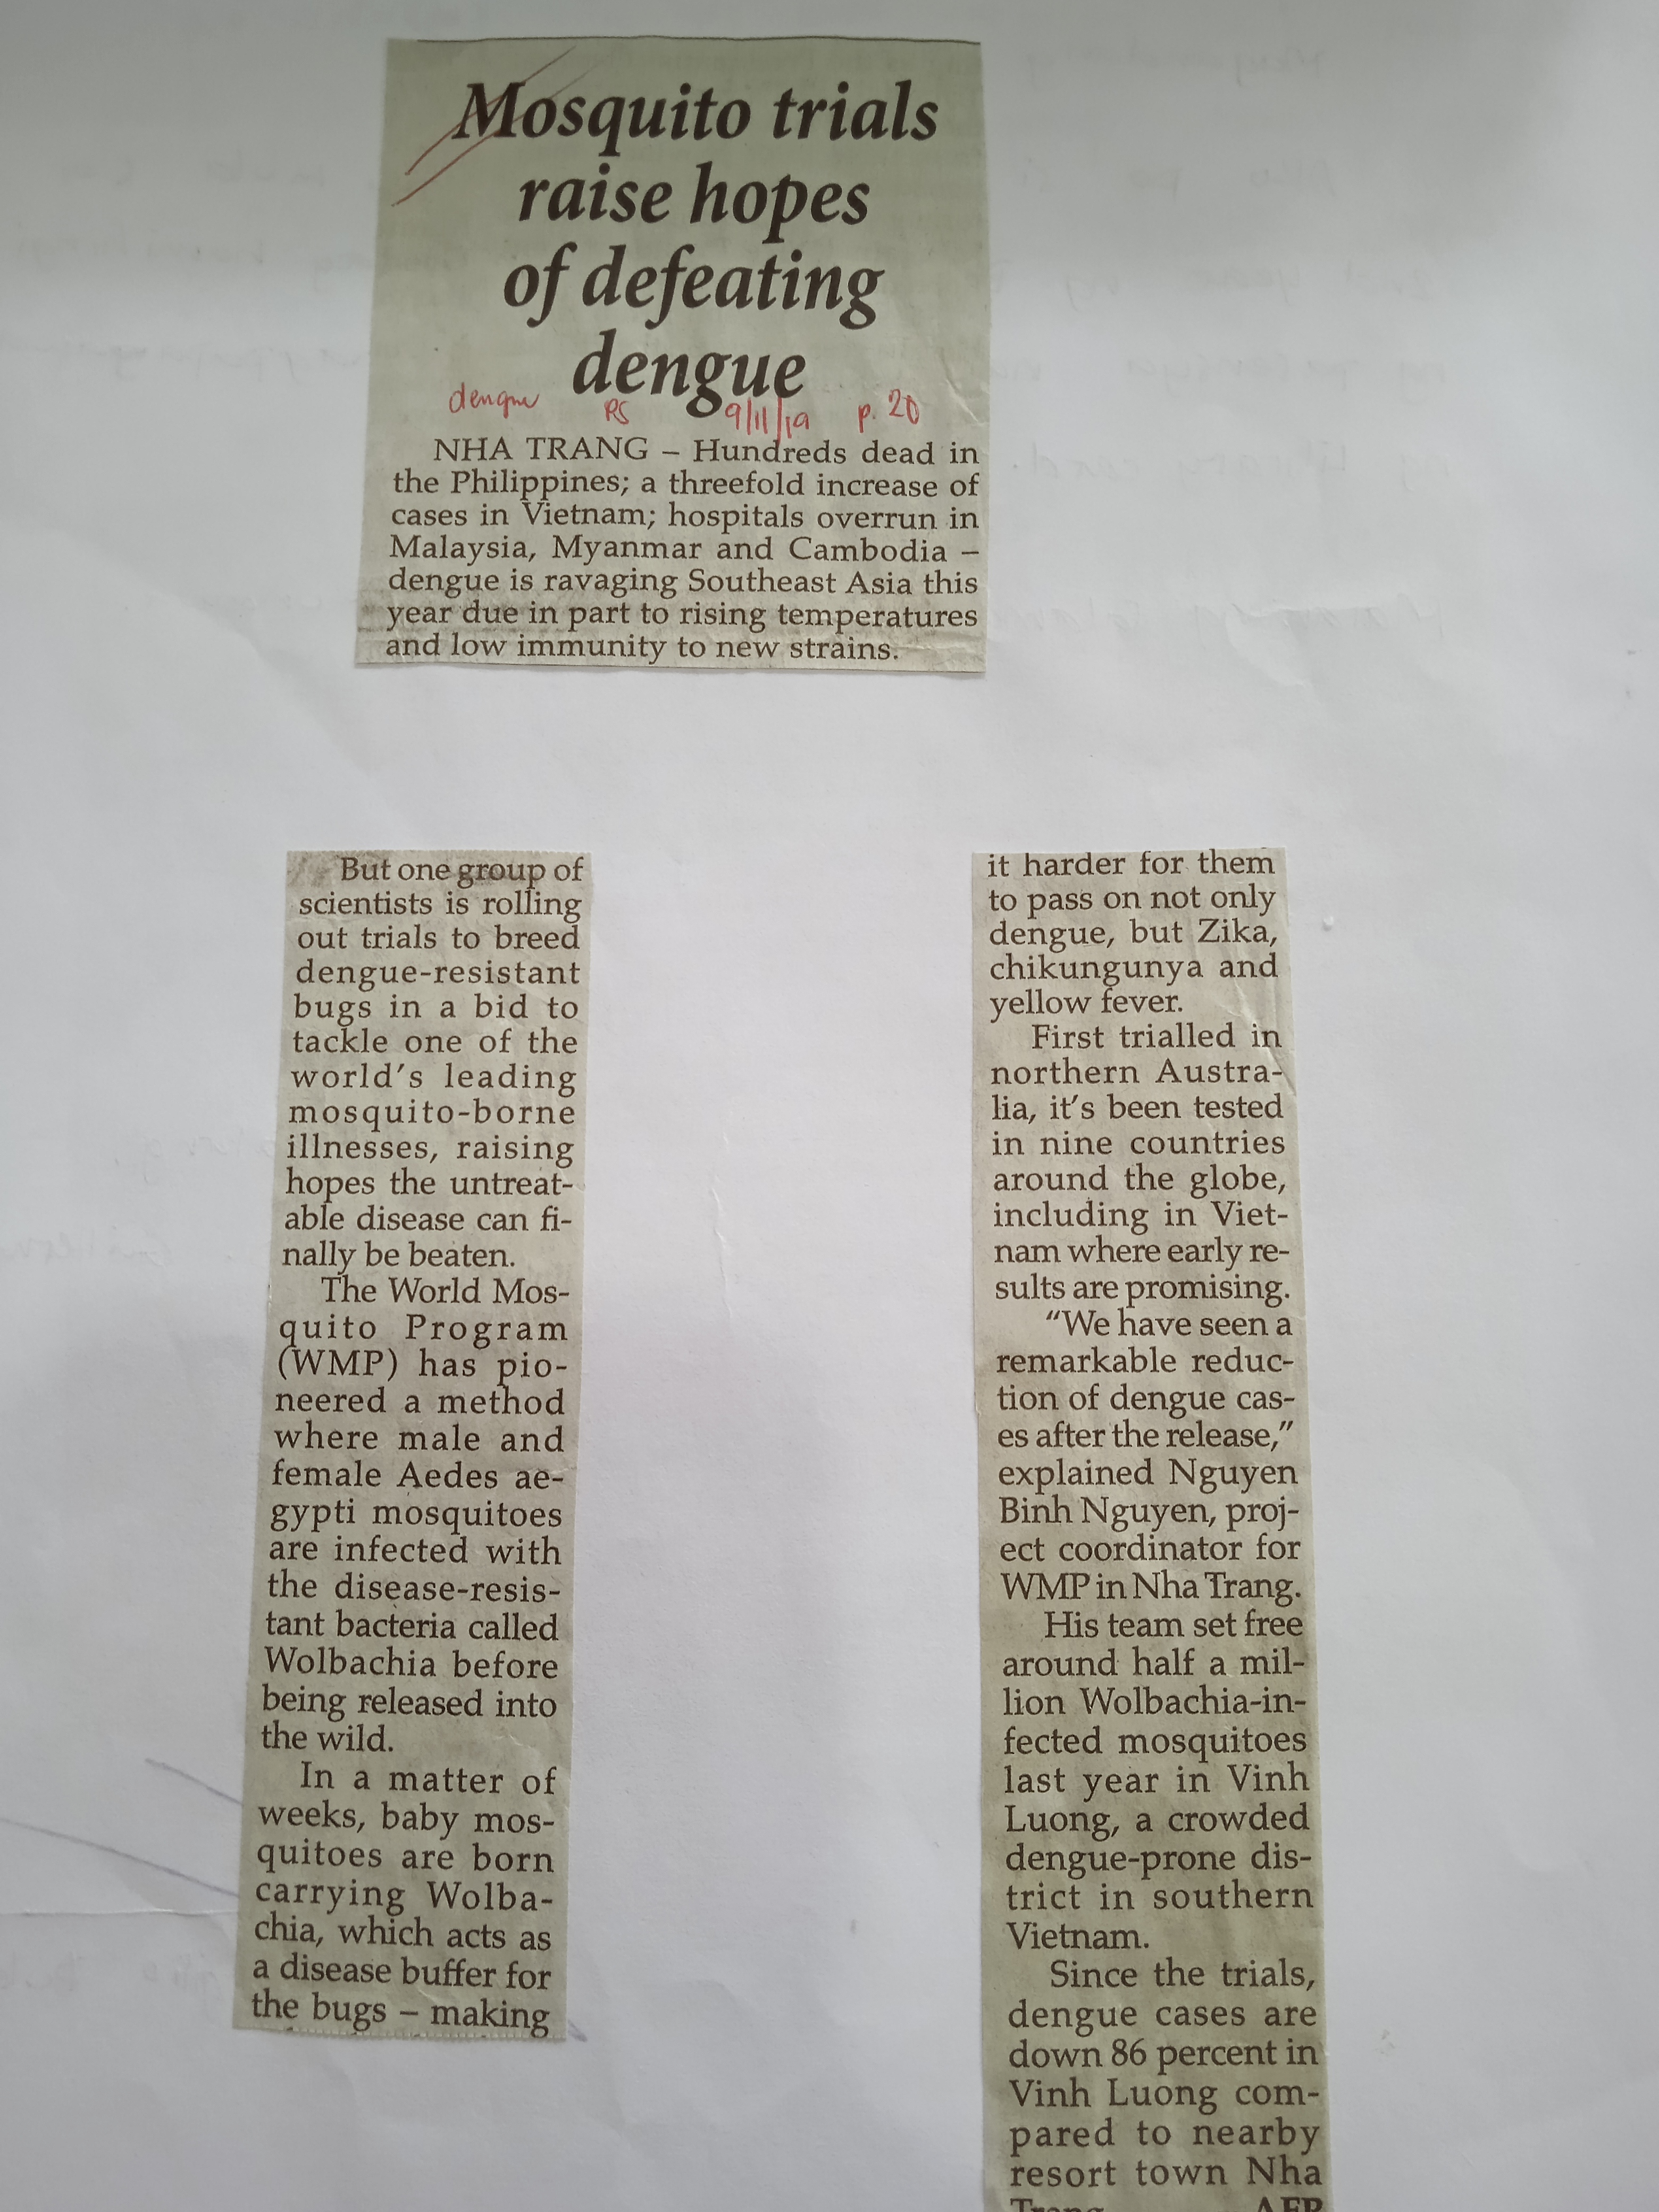 Mosquito trials
raise hopes
of defeating
dengue
dengue PS 9/11/19 p. 20
NHA TRANG – Hundreds dead in
the Philippines; a threefold increase of
cases in Vietnam; hospitals overrun in
Malaysia, Myanmar and Cambodia –
dengue is ravaging Southeast Asia this
year due in part to rising temperatures
and low immunity to new strains.
But one group of
scientists is rolling
out trials to breed
dengue-resistant
bugs in a bid to
tackle one of the
world's leading
mosquito-borne
illnesses, raising
hopes the untreat-
able disease can fi-
nally be beaten.
The World Mos-
quito Program
(WMP) has pio-
neered a method
where male and
female Aedes ae-
gypti mosquitoes
are infected with
the disease-resis-
tant bacteria called
Wolbachia before
being released into
the wild.
In a matter of
weeks, baby mos-
quitoes are born
carrying Wolba-
chia, which acts as
a disease buffer for
the bugs – making
it harder for them
to pass on not only
dengue, but Zika,
chikungunya and
yellow fever.
First trialled in
northern Austra-
lia, it's been tested
in nine countries
around the globe,
including in Viet-
nam where early re-
sults are promising.
"We have seen a
remarkable reduc-
tion of dengue cas-
es after the release,"
explained Nguyen
Binh Nguyen, proj-
ect coordinator for
WMP in Nha Trang.
His team set free
around half a mil-
lion Wolbachia-in-
fected mosquitoes
last year in Vinh
Luong, a crowded
dengue-prone dis-
trict in southern
Vietnam.
Since the trials,
dengue cases are
down 86 percent in
Vinh Luong com-
pared to nearby
resort town Nha
Trang. AFP